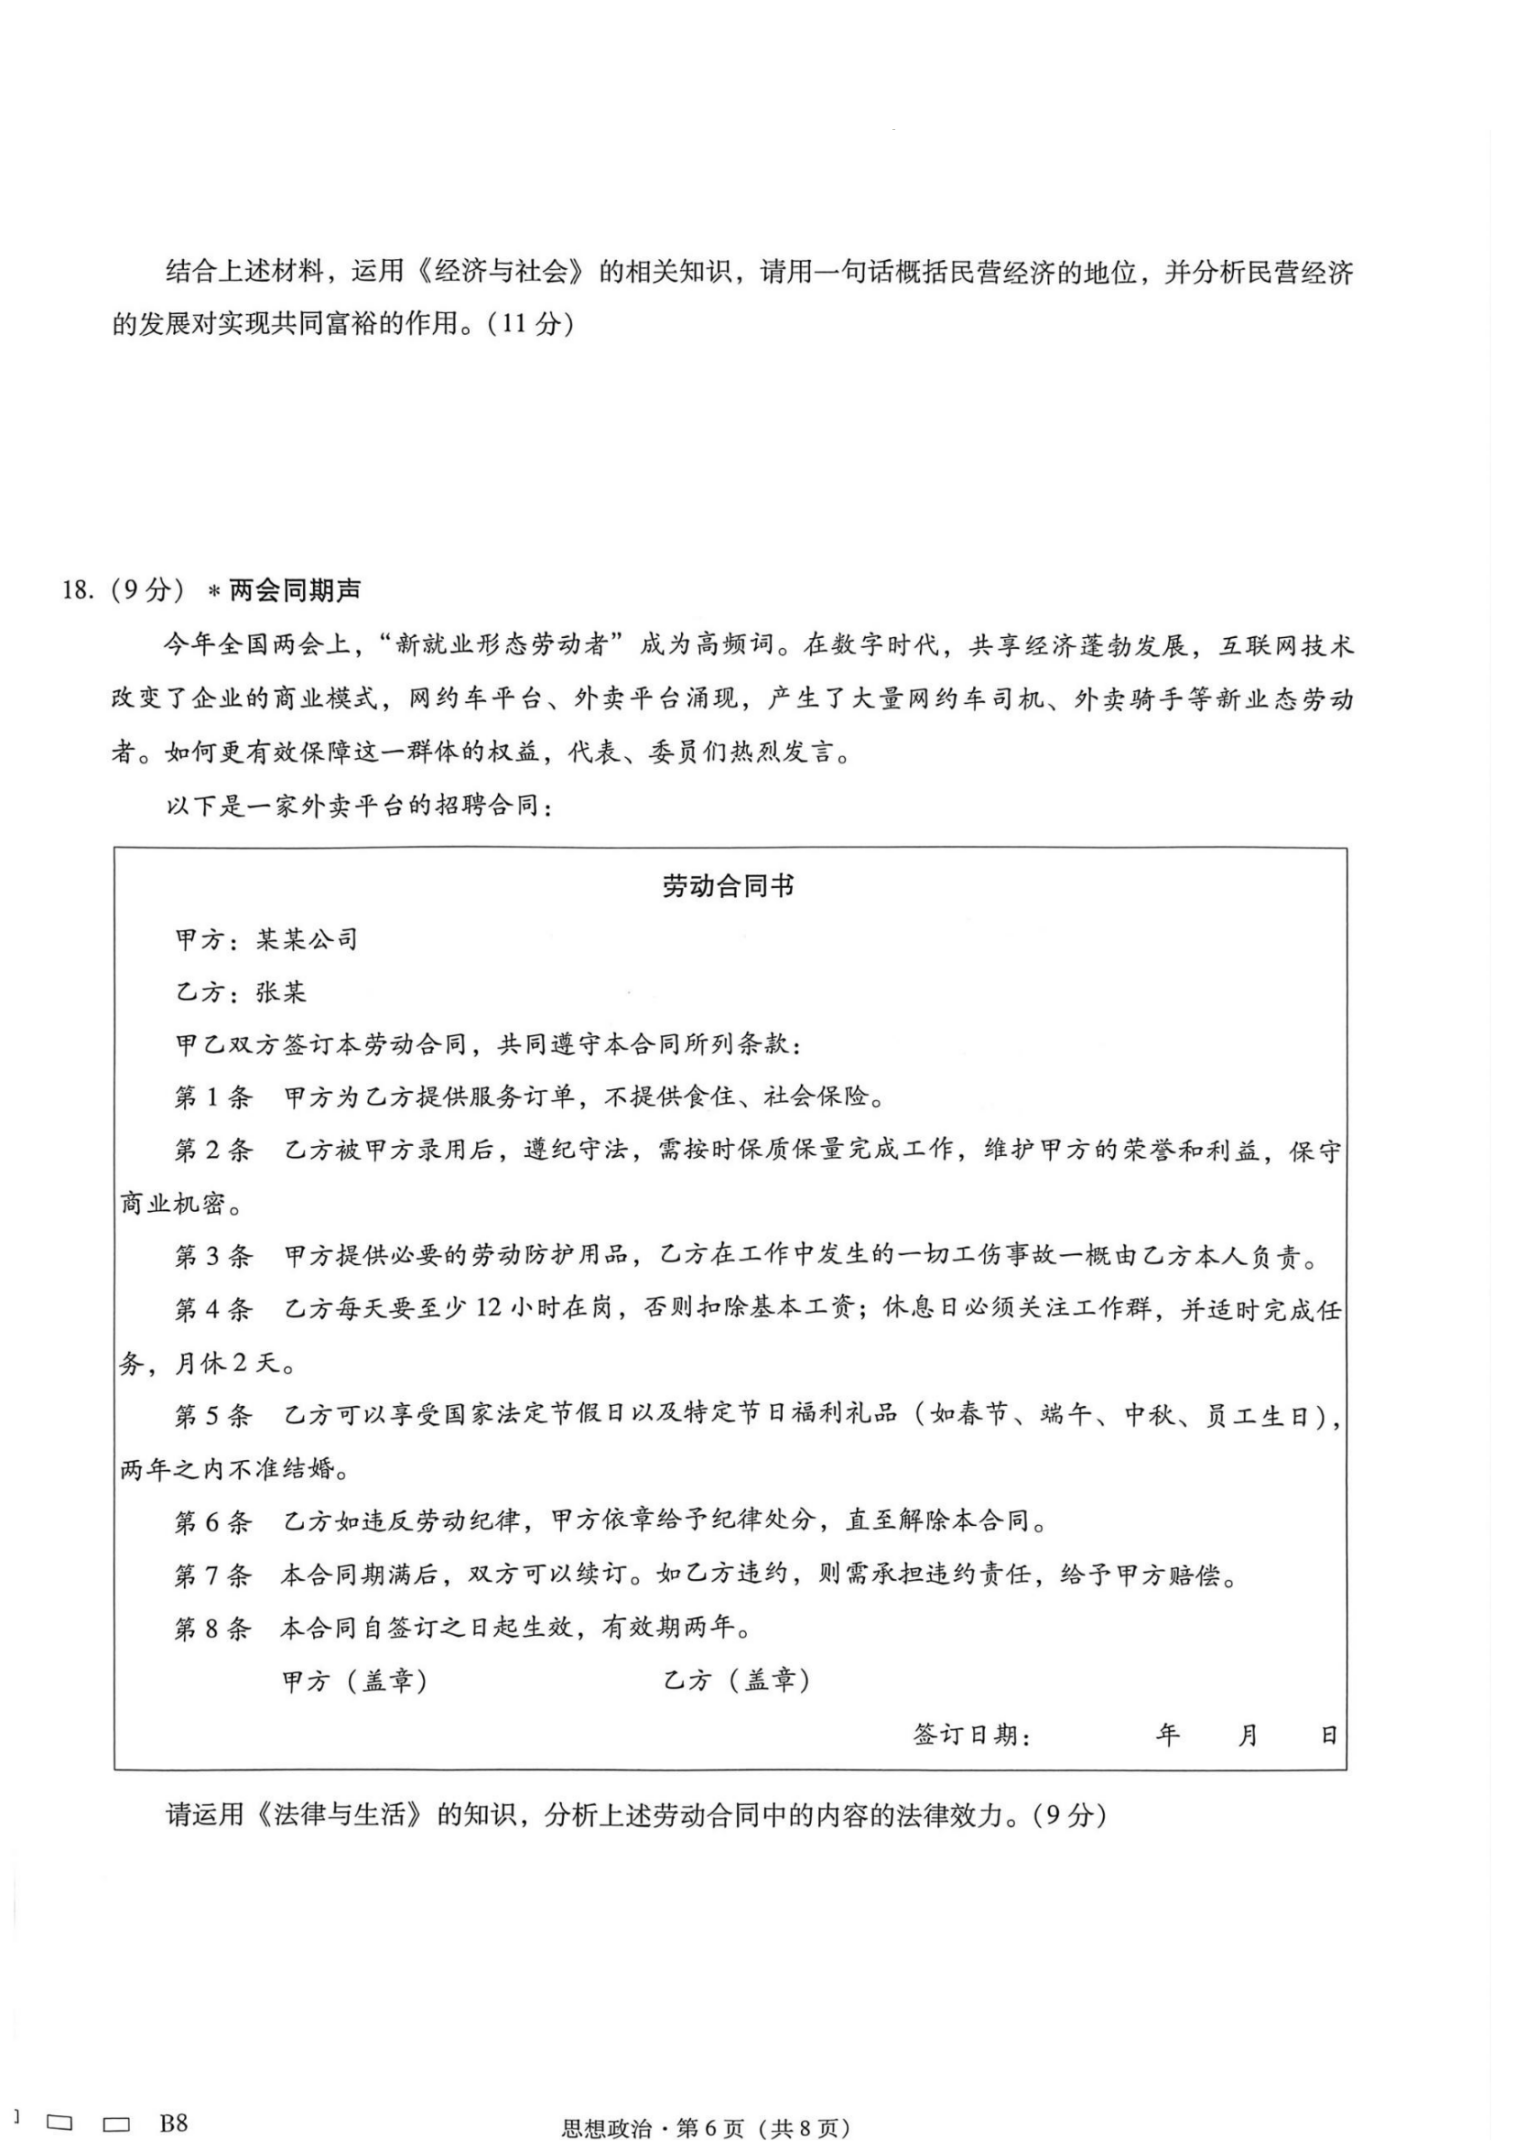 结合上述材料，运用《经济与社会》的相关知识，请用一句话概括民营经济的地位，并分析民营经济
的发展对实现共同富裕的作用。（11 分）
18.（9 分）＊两会同期声
今年全国两会上，“新就业形态劳动者”成为高频词。在数字时代，共享经济蓬勃发展，互联网技术
改变了企业的商业模式，网约车平台、外卖平台涌现，产生了大量网约车司机、外卖骑手等新业态劳动
者。如何更有效保障这一群体的权益，代表、委员们热烈发言。
以下是一家外卖平台的招聘合同：
劳动合同书
甲方：某某公司
乙方：张某
甲乙双方签订本劳动合同，共同遵守本合同所列条款：
第 1 条　甲方为乙方提供服务订单，不提供食住、社会保险。
第 2 条　乙方被甲方录用后，遵纪守法，需按时保质保量完成工作，维护甲方的荣誉和利益，保守
商业机密。
第 3 条　甲方提供必要的劳动防护用品，乙方在工作中发生的一切工伤事故一概由乙方本人负责。
第 4 条　乙方每天要至少 12 小时在岗，否则扣除基本工资；休息日必须关注工作群，并适时完成任
务，月休 2 天。
第 5 条　乙方可以享受国家法定节假日以及特定节日福利礼品（如春节、端午、中秋、员工生日），
两年之内不准结婚。
第 6 条　乙方如违反劳动纪律，甲方依章给予纪律处分，直至解除本合同。
第 7 条　本合同期满后，双方可以续订。如乙方违约，则需承担违约责任，给予甲方赔偿。
第 8 条　本合同自签订之日起生效，有效期两年。
甲方（盖章）　乙方（盖章）
签订日期：　年　月　日
请运用《法律与生活》的知识，分析上述劳动合同中的内容的法律效力。（9 分）
B8　思想政治·第 6 页（共 8 页）